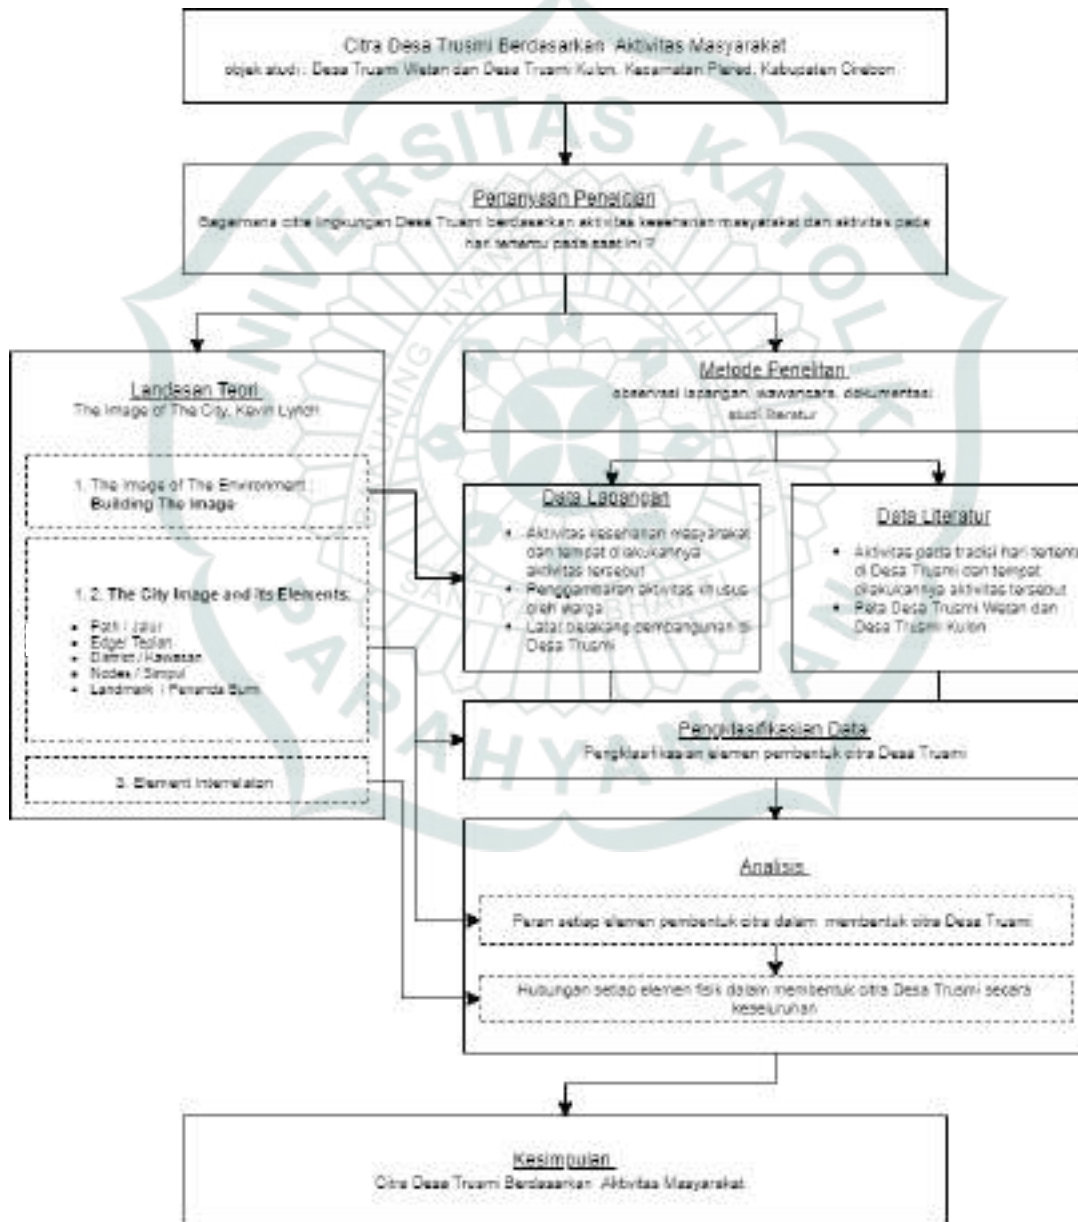 Citra Desa Trusmi Berdasarkan Aktivitas Masyarakat
objek studi : Desa Trusmi Wetan dan Desa Trusmi Kulon, Kecamatan Plered, Kabupaten Cirebon
Pertanyaan Penelitian
Bagaimana citra lingkungan Desa Trusmi berdasarkan aktivitas keseharian masyarakat dan aktivitas pada
hari tertentu pada saat ini ?
Landasan Teori
The Image of The City, Kevin Lynch
1. The Image of The Environment :
Building The Image
1. 2. The City Image and Its Elements:
Path / Jalur
Edge/ Tepian
District / Kawasan
Nodes / Simpul
Landmark / Penanda Bumi
3. Element Interrelation
Metode Penelitan
observasi lapangan, wawancara, dokumentasi
studi literatur
Data Lapangan
Aktivitas keseharian masyarakat
dan tempat dilakukannya
aktivitas tersebut
Penggambaran aktivitas khusus
oleh warga
Latar belakang pembangunan di
Desa Trusmi
Data Literatur
Aktivitas pada tradisi hari tertentu
di Desa Trusmi dan tempat
dilakukannya aktivitas tersebut
Peta Desa Trusmi Wetan dan
Desa Trusmi Kulon
Pengklasifikasian Data
Pengklasifikasian elemen pembentuk citra Desa Trusmi
Analisis
Peran setiap elemen pembentuk citra dalam membentuk citra Desa Trusmi
Hubungan setiap elemen fisik dalam membentuk citra Desa Trusmi secara
keseluruhan
Kesimpulan
Citra Desa Trusmi Berdasarkan Aktivitas Masyarakat
UNIVERSITAS KATOLIK
PARAHYANGAN